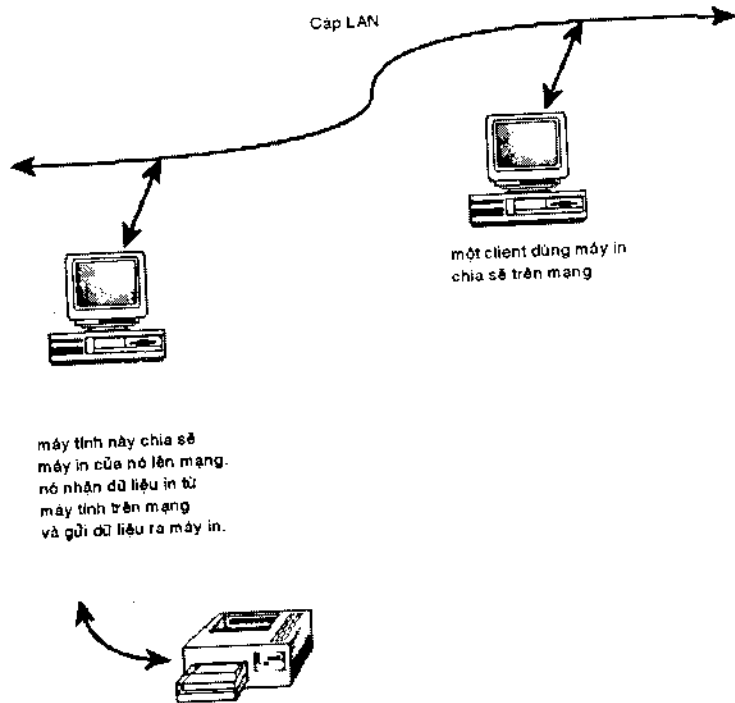 Cáp LAN
một client dùng máy in
chia sẽ trên mạng
máy tính này chia sẽ
máy in của nó lên mạng.
nó nhận dữ liệu in từ
máy tính trên mạng
và gửi dữ liệu ra máy in.